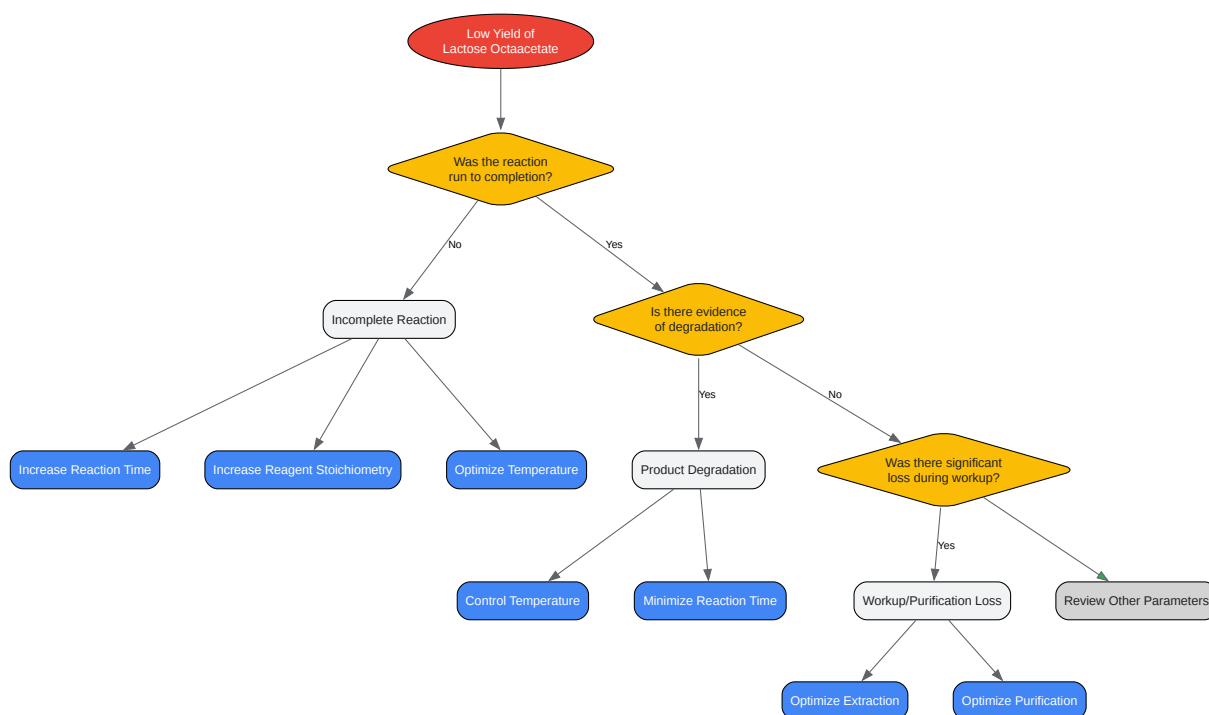 Low Yield of
Lactose Octaacetate
Was the reaction
run to completion?
No
Yes
Incomplete Reaction
Is there evidence
of degradation?
Yes
No
Increase Reaction Time
Increase Reagent Stoichiometry
Optimize Temperature
Product Degradation
Was there significant
loss during workup?
Yes
Control Temperature
Minimize Reaction Time
Workup/Purification Loss
Review Other Parameters
Optimize Extraction
Optimize Purification